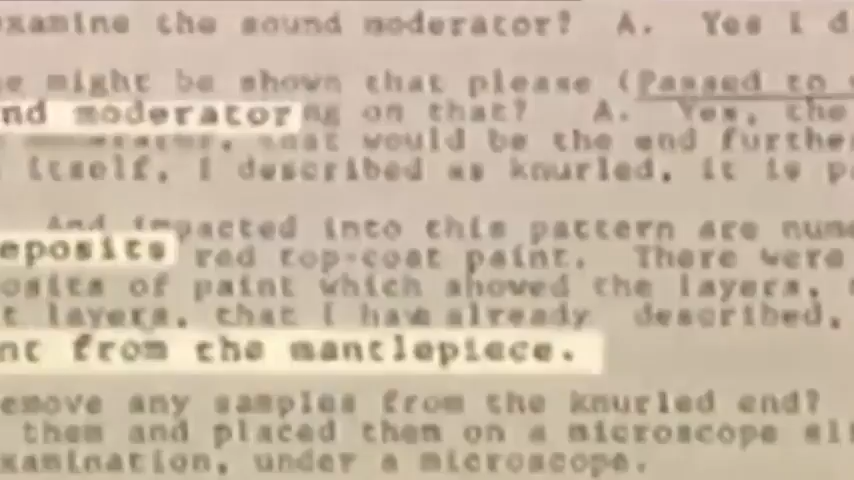 xamine the sound moderator? A. Yes I d
e might be shown that please (Passed to
nd moderator ng on that? A. Yes, the
that would be the end furthe
itself, I described as knurled, it is p
And impacted into this pattern are num
eposits red top-coat paint. There were
osits of paint which showed the layers,
t layers, that I have already described,
nt from the mantlepiece.
emove any samples from the knurled end?
them and placed them on a microscope sli
xamination, under a microscope.